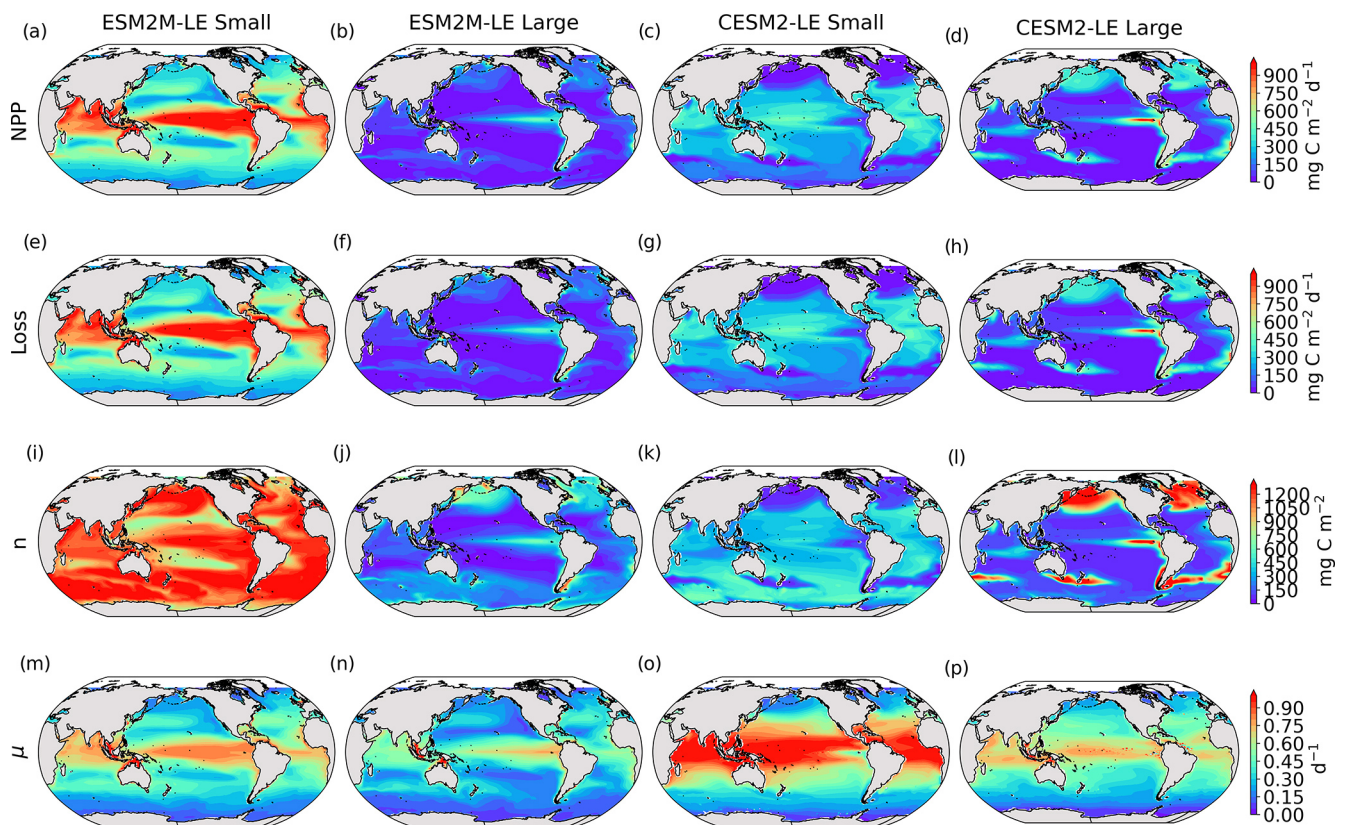 ESM2M-LE Small
ESM2M-LE Large
CESM2-LE Small
CESM2-LE Large
(a)
(b)
(c)
(d)
NPP
900
750
600
450
300
150
0
mg C m⁻² d⁻¹
(e)
(f)
(g)
(h)
Loss
900
750
600
450
300
150
0
mg C m⁻² d⁻¹
(i)
(j)
(k)
(l)
n
1200
1050
900
750
600
450
300
150
0
mg C m⁻²
(m)
(n)
(o)
(p)
μ
0.90
0.75
0.60
0.45
0.30
0.15
0.00
d⁻¹